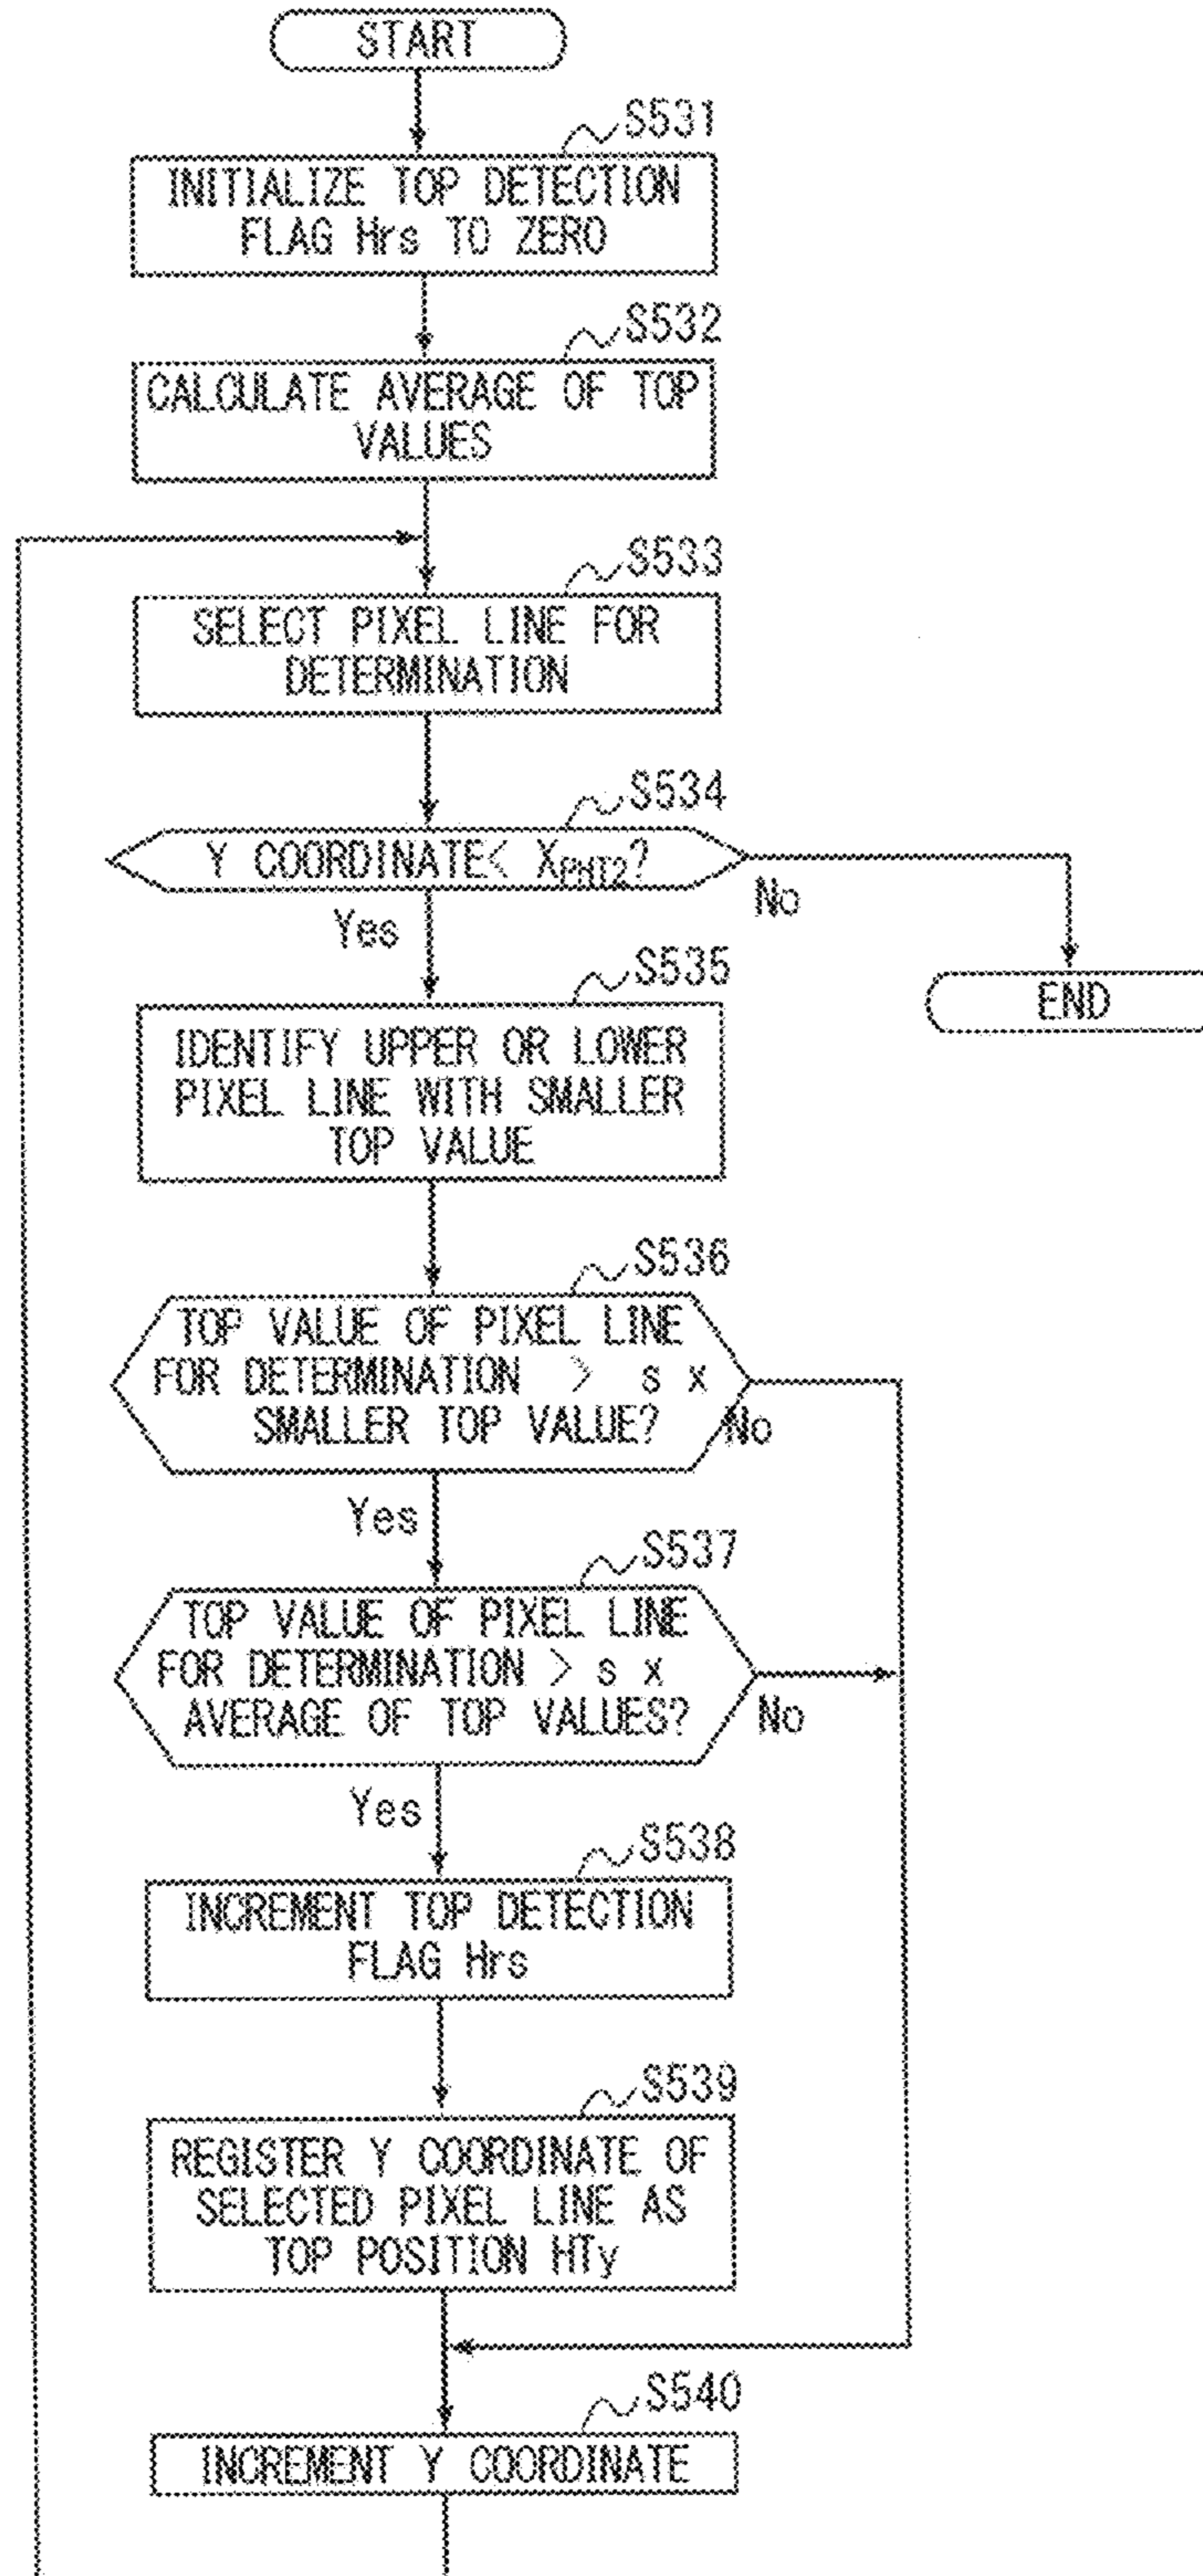 START
S531
INITIALIZE TOP DETECTION
FLAG Hrs TO ZERO
S532
CALCULATE AVERAGE OF TOP
VALUES
S533
SELECT PIXEL LINE FOR
DETERMINATION
S534
Y COORDINATE< XPHT2?
No
Yes
END
S535
IDENTIFY UPPER OR LOWER
PIXEL LINE WITH SMALLER
TOP VALUE
S536
TOP VALUE OF PIXEL LINE
FOR DETERMINATION > s x
SMALLER TOP VALUE?
No
Yes
S537
TOP VALUE OF PIXEL LINE
FOR DETERMINATION > s x
AVERAGE OF TOP VALUES?
No
Yes
S538
INCREMENT TOP DETECTION
FLAG Hrs
S539
REGISTER Y COORDINATE OF
SELECTED PIXEL LINE AS
TOP POSITION HTy
S540
INCREMENT Y COORDINATE